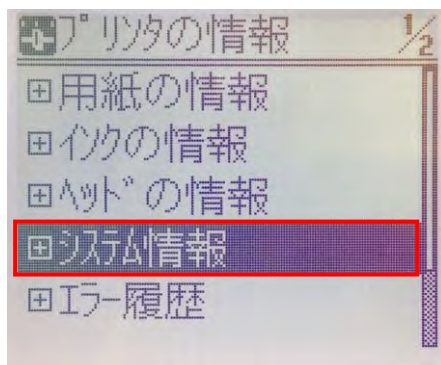 プリンタの情報 1/2
用紙の情報
インクの情報
ヘッドの情報
システム情報
エラー履歴